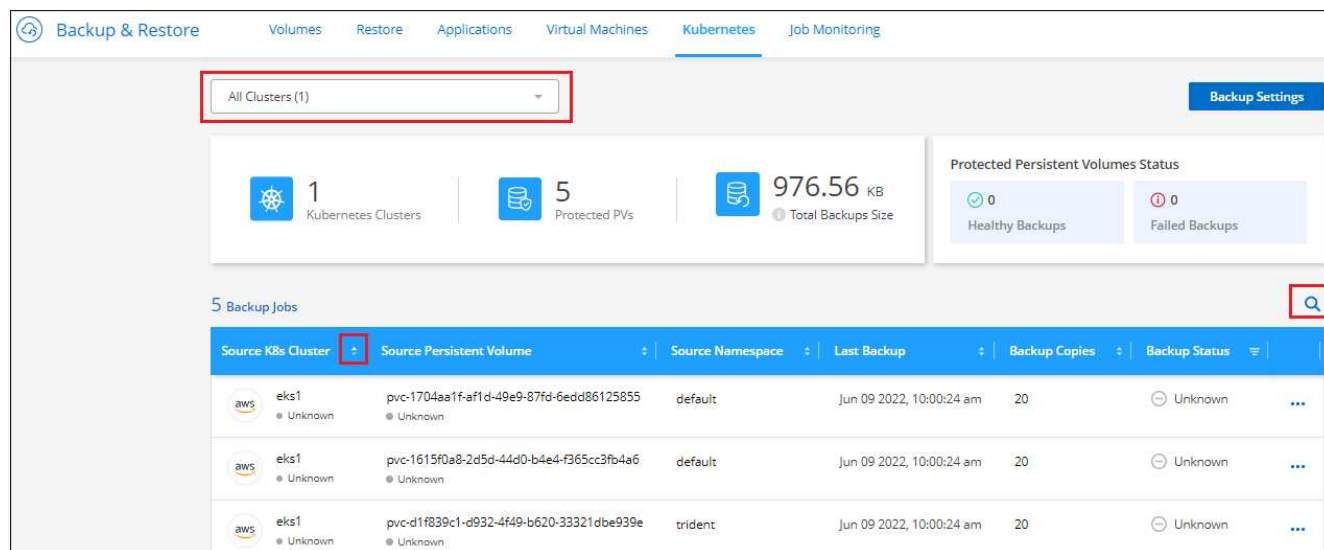 Backup & Restore Volumes Restore Applications Virtual Machines Kubernetes Job Monitoring
All Clusters (1) Backup Settings
1
Kubernetes Clusters
5
Protected PVs
976.56 KB
Total Backups Size
Protected Persistent Volumes Status
0
Healthy Backups
0
Failed Backups
5 Backup Jobs
Source K8s Cluster Source Persistent Volume Source Namespace Last Backup Backup Copies Backup Status
aws eks1 pvc-1704aa1f-af1d-49e9-87fd-6edd86125855 default Jun 09 2022, 10:00:24 am 20 Unknown ...
Unknown Unknown
aws eks1 pvc-1615f0a8-2d5d-44d0-b4e4-f365cc3fb4a6 default Jun 09 2022, 10:00:24 am 20 Unknown ...
Unknown Unknown
aws eks1 pvc-d1f839c1-d932-4f49-b620-33321dbe939e trident Jun 09 2022, 10:00:24 am 20 Unknown ...
Unknown Unknown